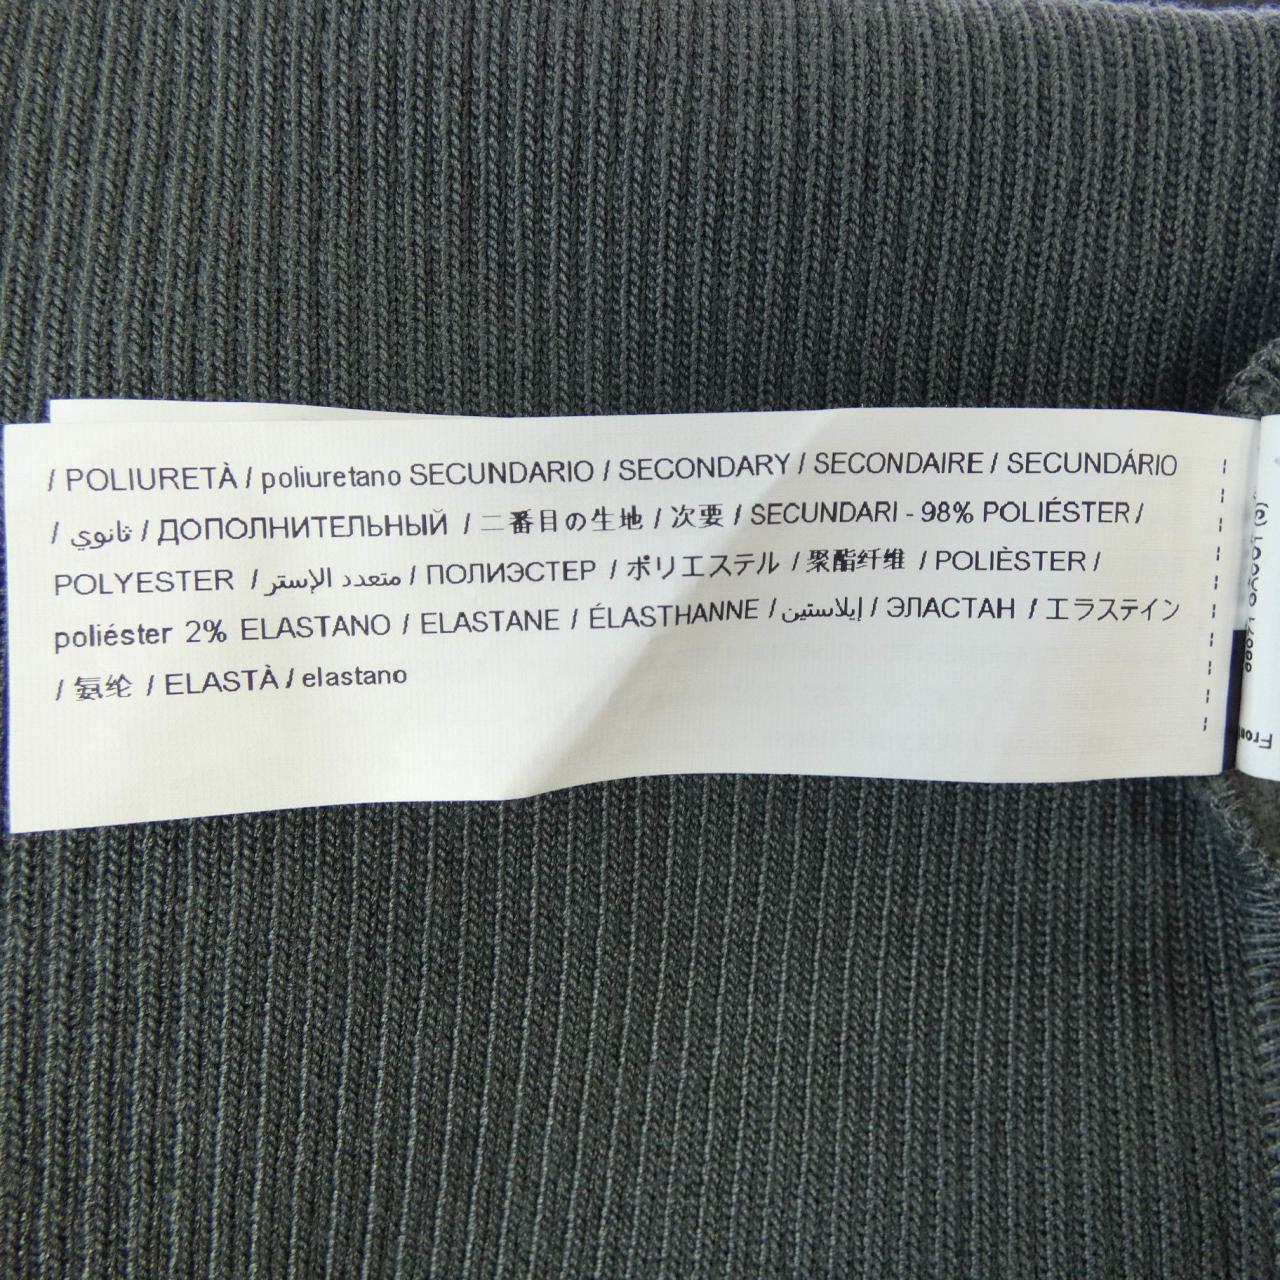 / POLIURETÀ / poliuretano SECUNDARIO / SECONDARY / SECONDAIRE / SECUNDÁRIO
/ ثانوي / ДОПОЛНИТЕЛЬНЫЙ / 二番目の生地 / 次要 / SECUNDARI - 98% POLIÉSTER /
POLYESTER / متعدد الإستر / ПОЛИЭСТЕР / ポリエステル / 聚酯纤维 / POLIÈSTER /
poliéster 2% ELASTANO / ELASTANE / ÉLASTHANNE / إيلاستين / ЭЛАСТАН / エラステイン
/ 氨纶 / ELASTÀ / elastano